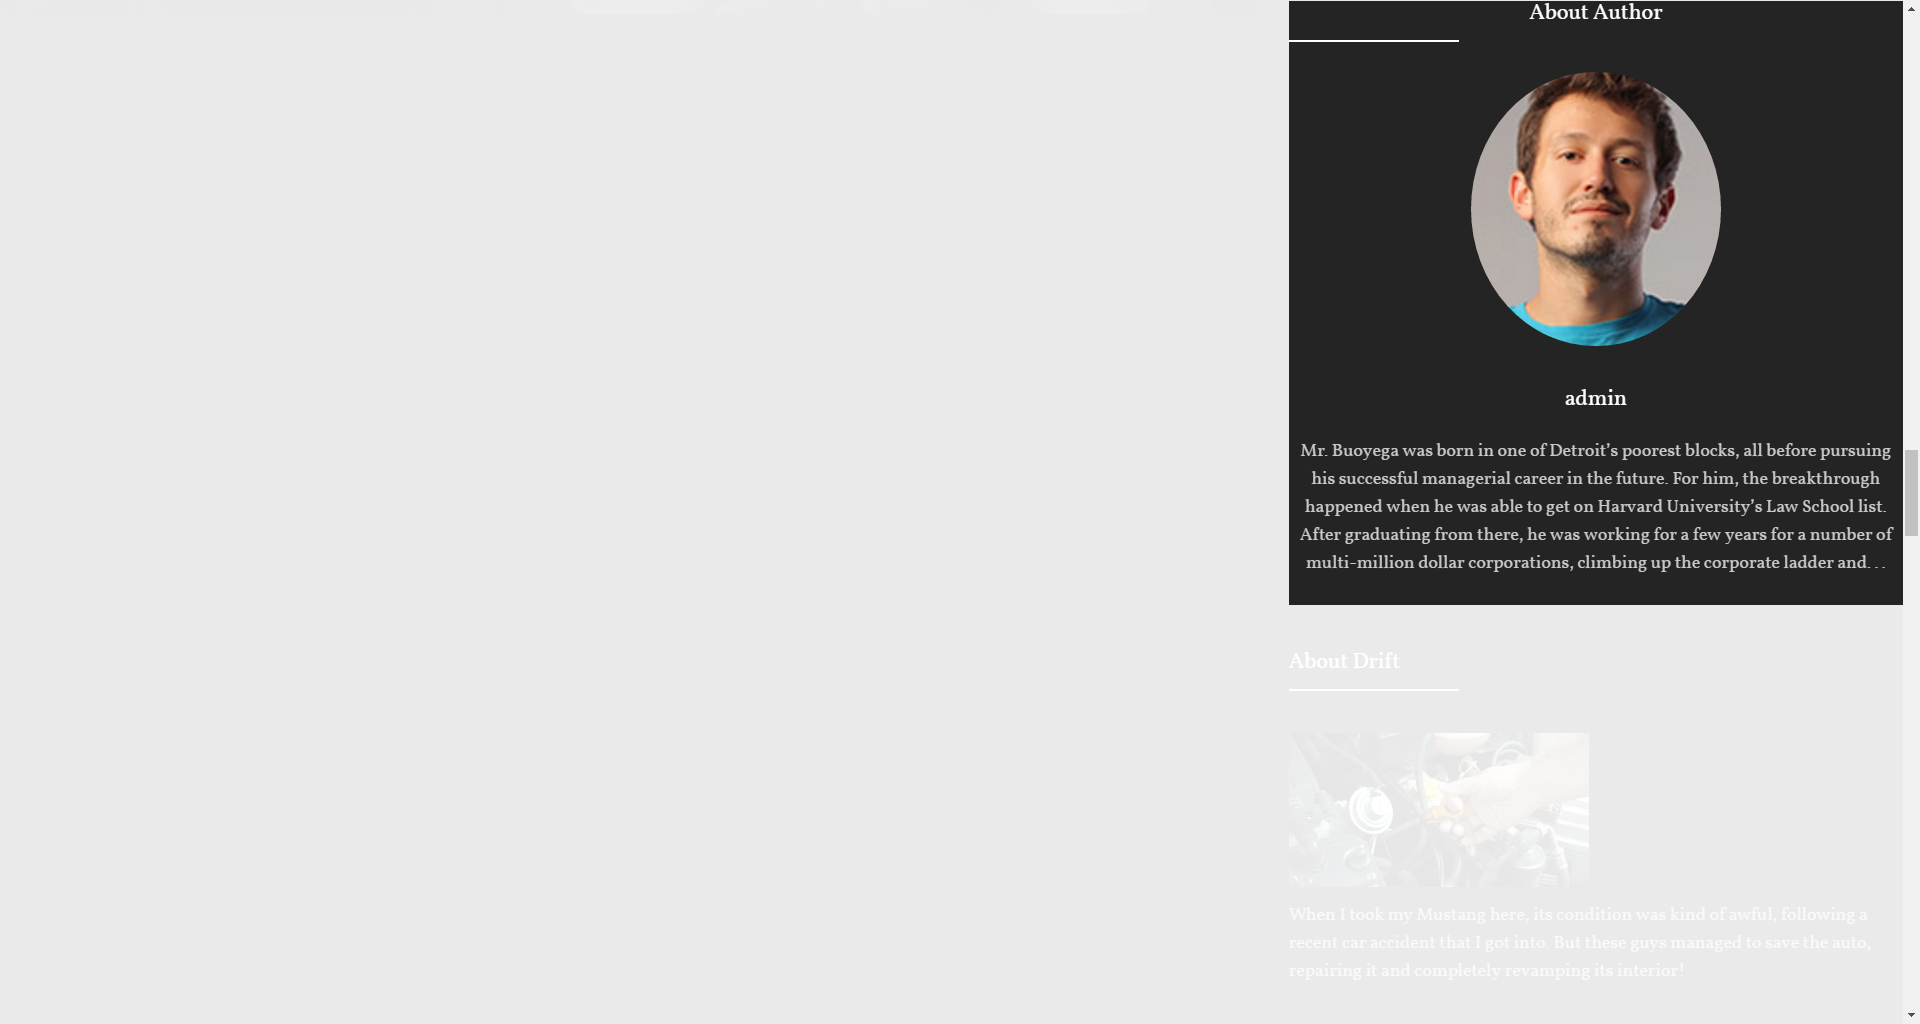 About Author
admin
Mr. Buoyega was born in one of Detroit’s poorest blocks, all before pursuing
his successful managerial career in the future. For him, the breakthrough
happened when he was able to get on Harvard University’s Law School list.
After graduating from there, he was working for a few years for a number of
multi-million dollar corporations, climbing up the corporate ladder and…
About Drift
When I took my Mustang here, its condition was kind of awful, following a
recent car accident that I got into. But these guys managed to save the auto,
repairing it and completely revamping its interior!